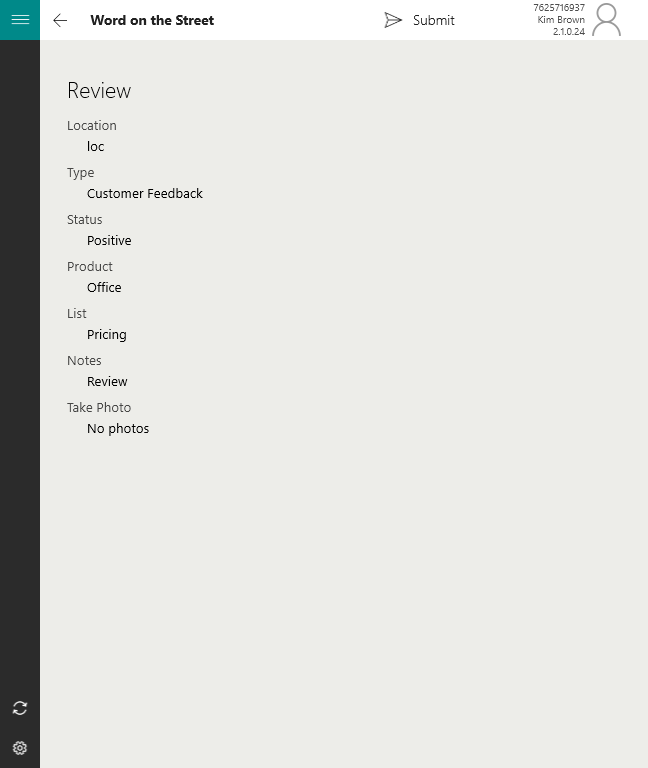 Word on the Street
Submit
7625716937
Kim Brown
2.1.0.24
Review
Location
loc
Type
Customer Feedback
Status
Positive
Product
Office
List
Pricing
Notes
Review
Take Photo
No photos